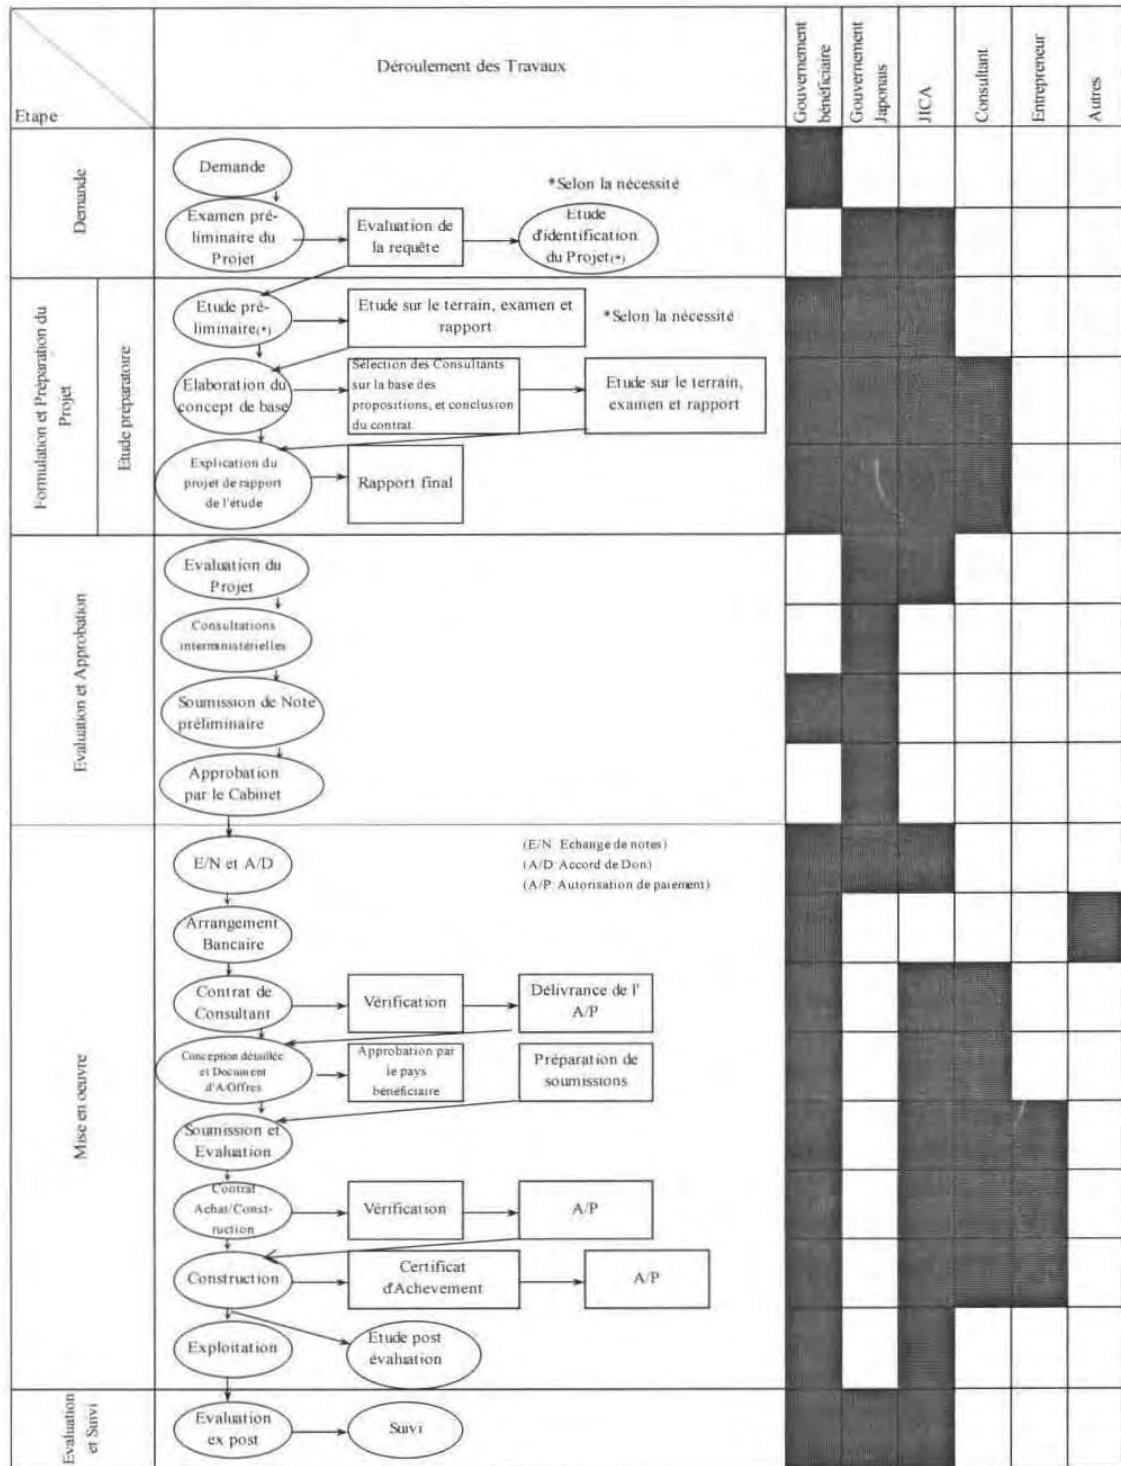 Etape
Déroulement des Travaux
Gouvernement
bénéficiaire
Gouvernement
Japonais
JICA
Consultant
Entrepreneur
Autres
Demande
Demande
*Selon la nécessité
Examen pré-
liminaire du
Projet
Evaluation de
la requête
Etude
d'identification
du Projet(*)
Formulation et Préparation du
Projet
Etude préparatoire
Etude pré-
liminaire(*)
Etude sur le terrain, examen et
rapport
*Selon la nécessité
Elaboration du
concept de base
Sélection des Consultants
sur la base des
propositions, et conclusion
du contrat
Etude sur le terrain,
examen et rapport
Explication du
projet de rapport
de l'étude
Rapport final
Evaluation et Approbation
Evaluation du
Projet
Consultations
interministérielles
Soumission de Note
préliminaire
Approbation
par le Cabinet
Mise en oeuvre
E/N et A/D
(E/N: Echange de notes)
(A/D: Accord de Don)
(A/P: Autorisation de paiement)
Arrangement
Bancaire
Contrat de
Consultant
Vérification
Délivrance de l'
A/P
Conception détaillée
et Document
d'A/Offres
Approbation par
le pays
bénéficiaire
Préparation de
soumissions
Soumission et
Evaluation
Contrat
Achat/Const-
ruction
Vérification
A/P
Construction
Certificat
d'Achevement
A/P
Exploitation
Etude post
évaluation
Evaluation
et Suivi
Evaluation
ex post
Suivi